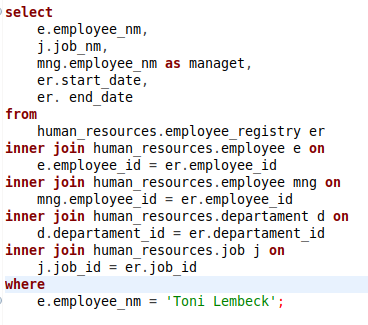 select
e.employee_nm,
j.job_nm,
mng.employee_nm as managet,
er.start_date,
er. end_date
from
human_resources.employee_registry er
inner join human_resources.employee e on
e.employee_id = er.employee_id
inner join human_resources.employee mng on
mng.employee_id = er.employee_id
inner join human_resources.departament d on
d.departament_id = er.departament_id
inner join human_resources.job j on
j.job_id = er.job_id
where
e.employee_nm = 'Toni Lembeck';